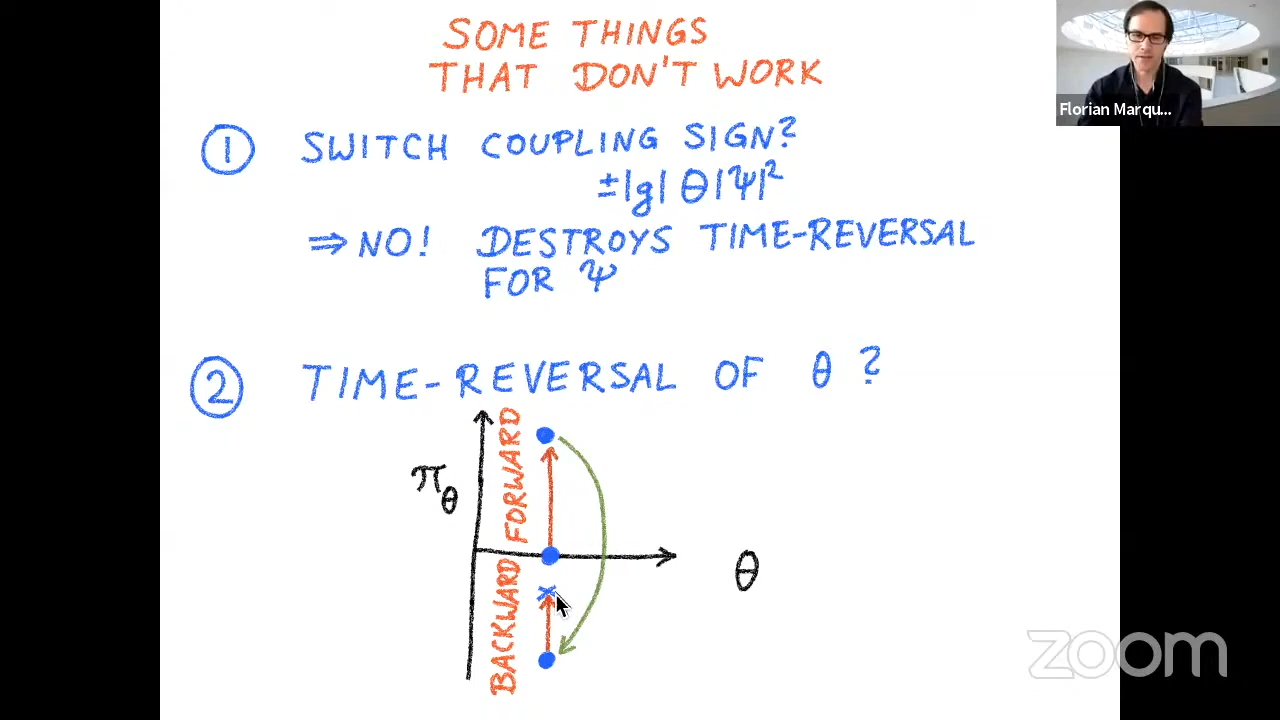 SOME THINGS
THAT DON'T WORK
Florian Marqu...
① SWITCH COUPLING SIGN?
±|g| θ|Ψ|²
⇒ NO! DESTROYS TIME-REVERSAL
FOR Ψ
② TIME-REVERSAL OF θ?
FORWARD
π_θ
BACKWARD
θ
zoom